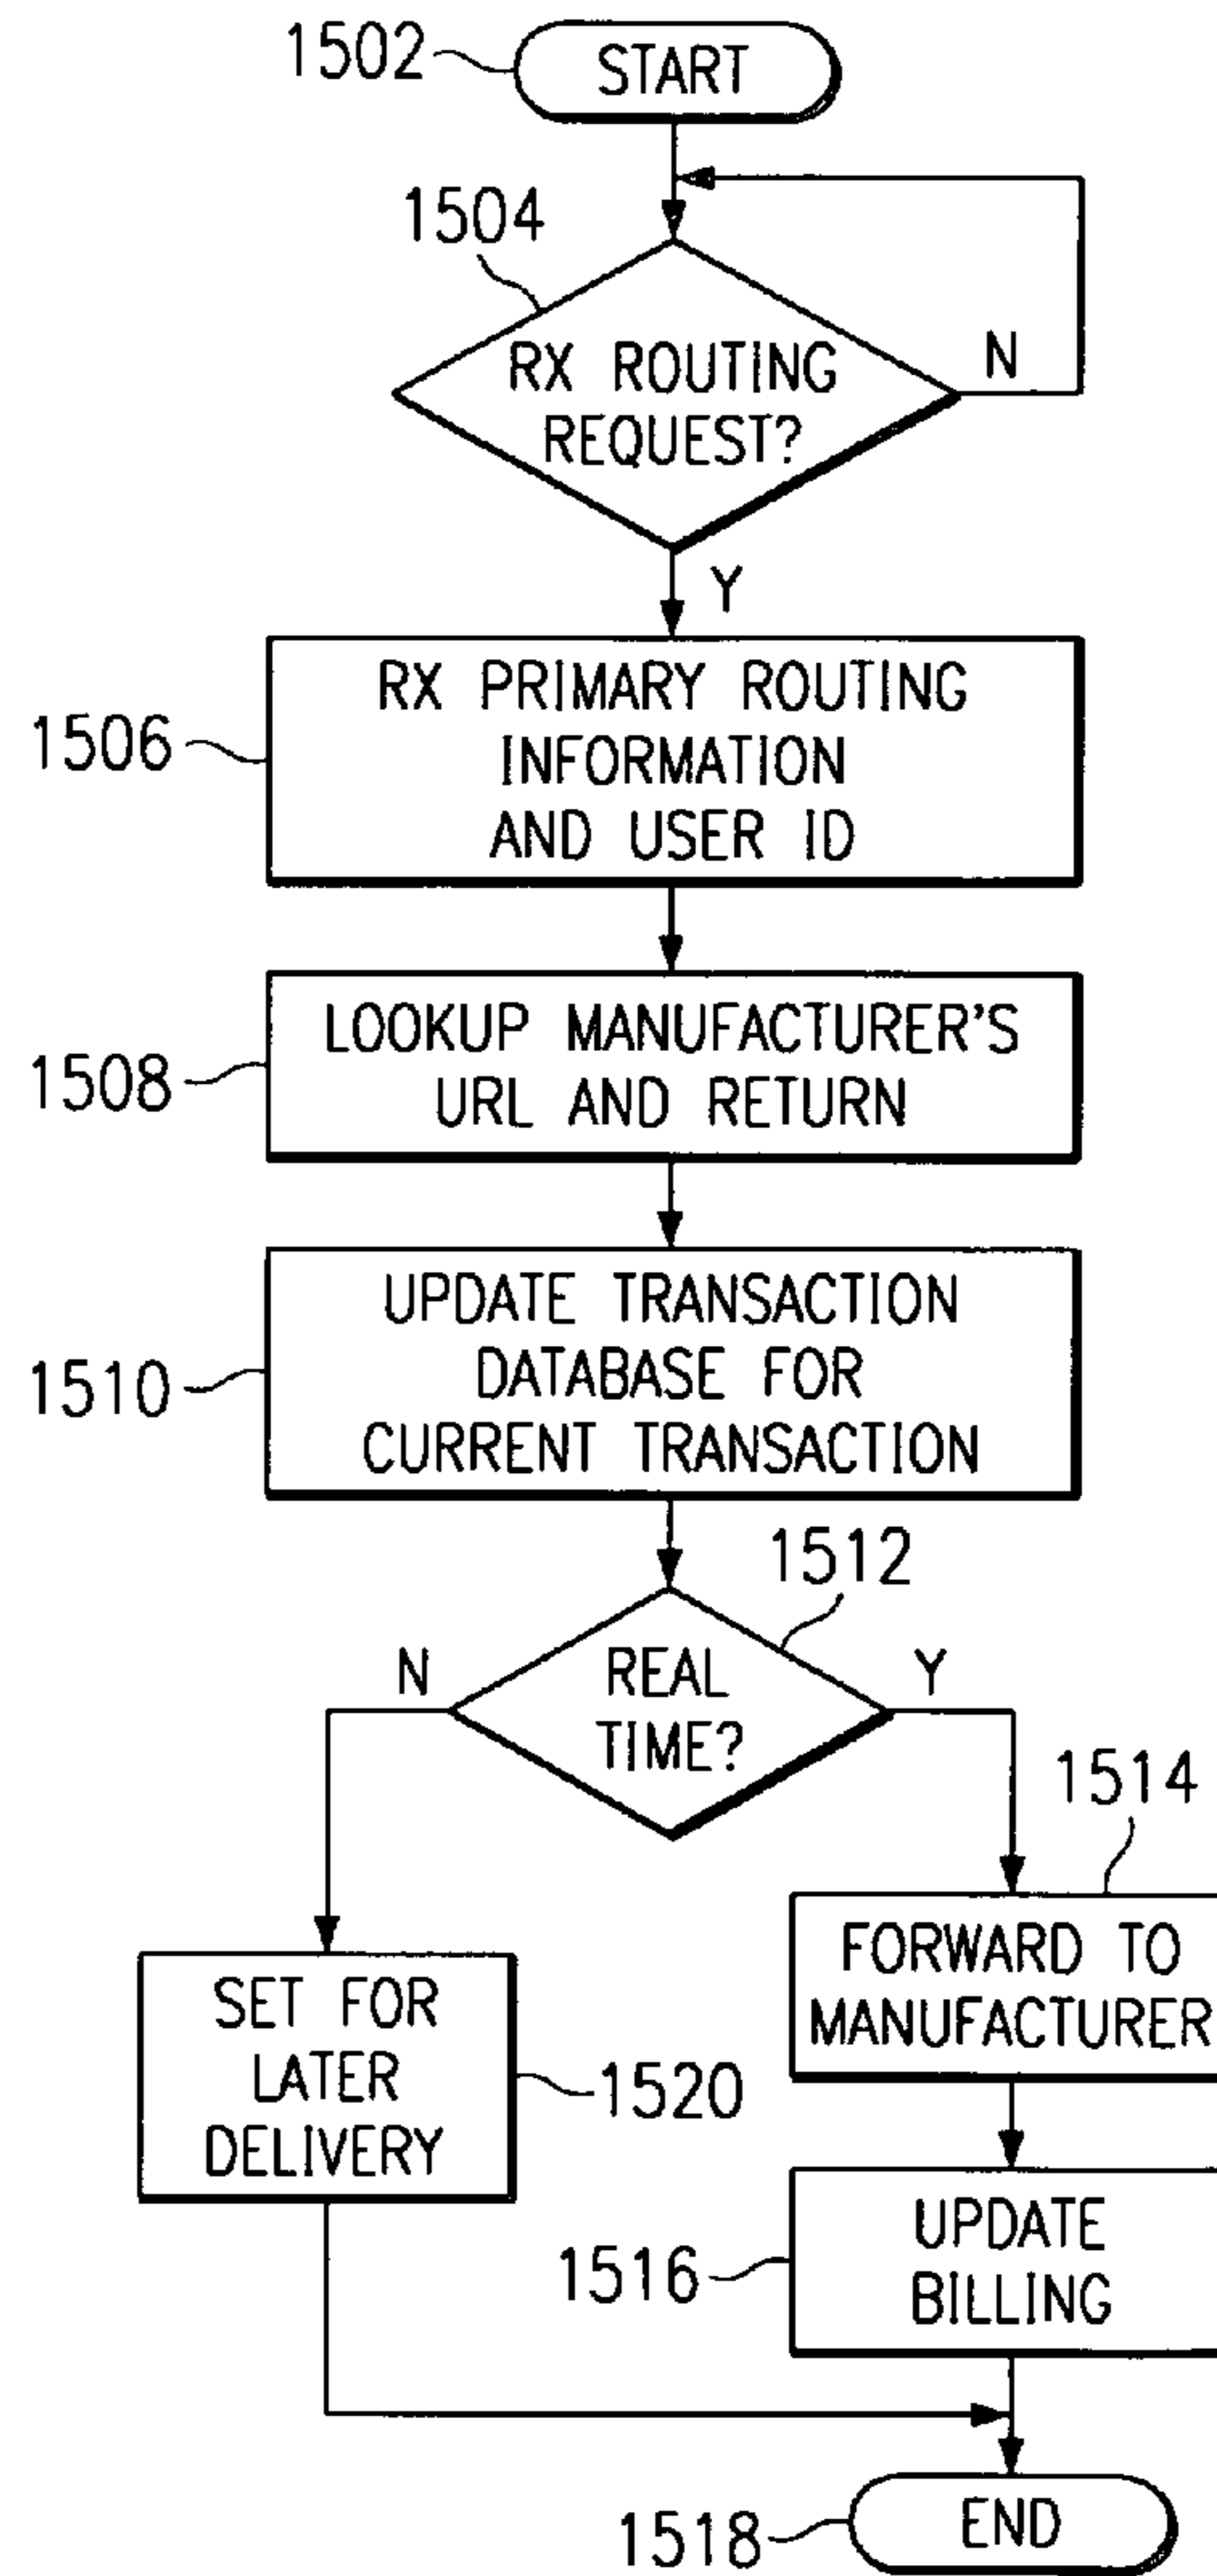 1502
START
1504
RX ROUTING
REQUEST?
N
Y
1506
RX PRIMARY ROUTING
INFORMATION
AND USER ID
1508
LOOKUP MANUFACTURER'S
URL AND RETURN
1510
UPDATE TRANSACTION
DATABASE FOR
CURRENT TRANSACTION
1512
N
REAL
TIME?
Y
1514
FORWARD TO
MANUFACTURER
SET FOR
LATER
DELIVERY
1520
1516
UPDATE
BILLING
1518
END